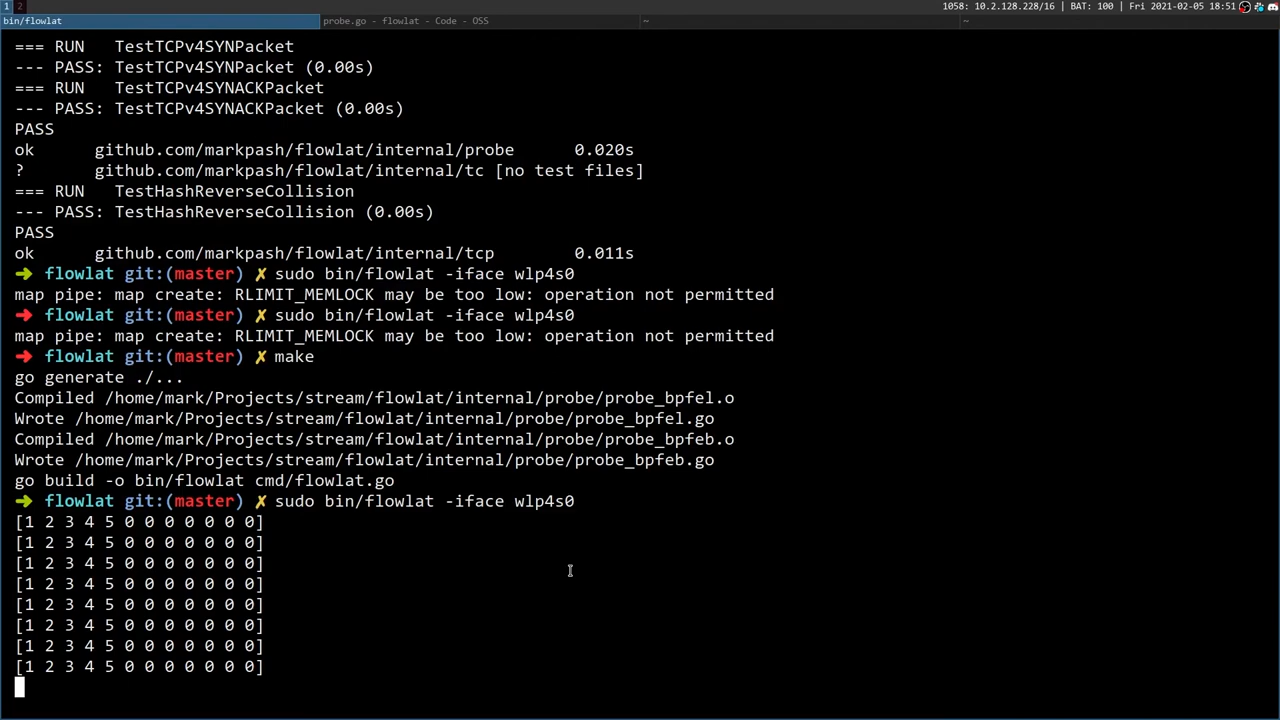 1 2 1058: 10.2.128.228/16 | BAT: 100 | Fri 2021-02-05 18:51
bin/flowlat probe.go - flowlat - Code - OSS ~ ~
=== RUN   TestTCPv4SYNPacket
--- PASS: TestTCPv4SYNPacket (0.00s)
=== RUN   TestTCPv4SYNACKPacket
--- PASS: TestTCPv4SYNACKPacket (0.00s)
PASS
ok      github.com/markpash/flowlat/internal/probe      0.020s
?       github.com/markpash/flowlat/internal/tc [no test files]
=== RUN   TestHashReverseCollision
--- PASS: TestHashReverseCollision (0.00s)
PASS
ok      github.com/markpash/flowlat/internal/tcp        0.011s
➜ flowlat git:(master) ✗ sudo bin/flowlat -iface wlp4s0
map pipe: map create: RLIMIT_MEMLOCK may be too low: operation not permitted
➜ flowlat git:(master) ✗ sudo bin/flowlat -iface wlp4s0
map pipe: map create: RLIMIT_MEMLOCK may be too low: operation not permitted
➜ flowlat git:(master) ✗ make
go generate ./...
Compiled /home/mark/Projects/stream/flowlat/internal/probe/probe_bpfel.o
Wrote /home/mark/Projects/stream/flowlat/internal/probe/probe_bpfel.go
Compiled /home/mark/Projects/stream/flowlat/internal/probe/probe_bpfeb.o
Wrote /home/mark/Projects/stream/flowlat/internal/probe/probe_bpfeb.go
go build -o bin/flowlat cmd/flowlat.go
➜ flowlat git:(master) ✗ sudo bin/flowlat -iface wlp4s0
[1 2 3 4 5 0 0 0 0 0 0 0]
[1 2 3 4 5 0 0 0 0 0 0 0]
[1 2 3 4 5 0 0 0 0 0 0 0]
[1 2 3 4 5 0 0 0 0 0 0 0]
[1 2 3 4 5 0 0 0 0 0 0 0]
[1 2 3 4 5 0 0 0 0 0 0 0]
[1 2 3 4 5 0 0 0 0 0 0 0]
[1 2 3 4 5 0 0 0 0 0 0 0]